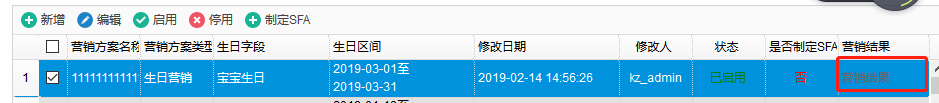 新增 编辑 启用 停用 制定SFA
营销方案名称 营销方案类型 生日字段 生日区间 修改日期 修改人 状态 是否制定SFA 营销结果
1 11111111111 生日营销 宝宝生日 2019-03-01至 2019-02-14 14:56:26 kz_admin 已启用 否 营销结果
2019-03-31